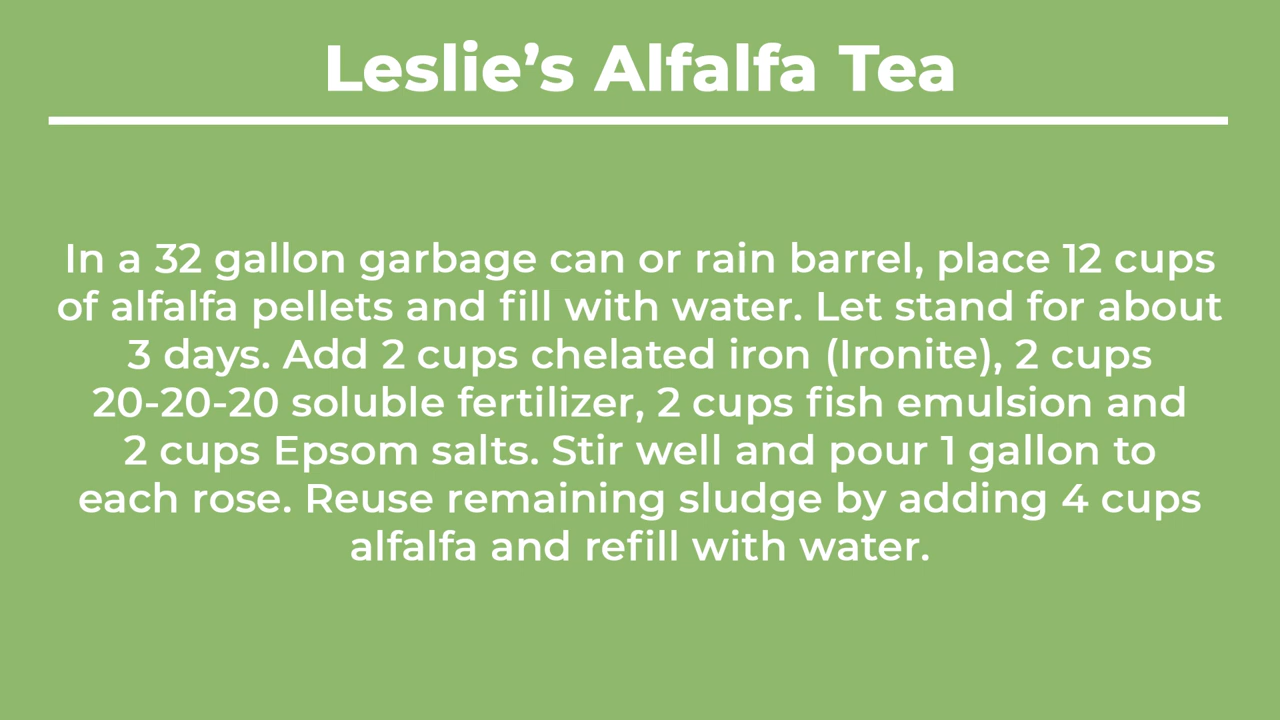 Leslie’s Alfalfa Tea
In a 32 gallon garbage can or rain barrel, place 12 cups
of alfalfa pellets and fill with water. Let stand for about
3 days. Add 2 cups chelated iron (Ironite), 2 cups
20-20-20 soluble fertilizer, 2 cups fish emulsion and
2 cups Epsom salts. Stir well and pour 1 gallon to
each rose. Reuse remaining sludge by adding 4 cups
alfalfa and refill with water.